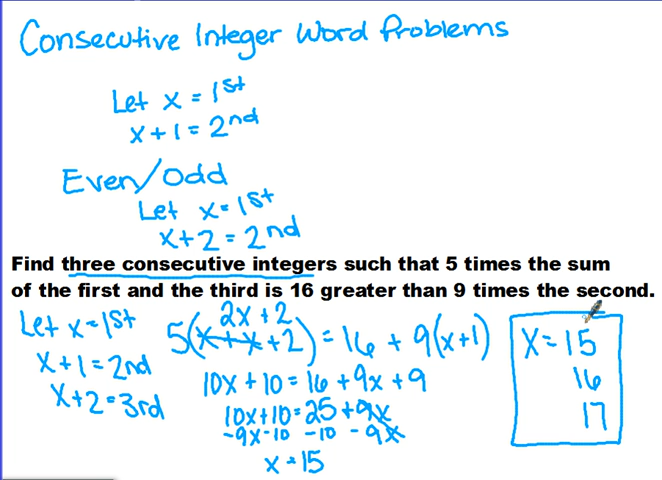 Consecutive Integer Word Problems
Let x = 1st
x + 1 = 2nd
Even/Odd
Let x = 1st
x + 2 = 2nd
Find three consecutive integers such that 5 times the sum
of the first and the third is 16 greater than 9 times the second.
Let x = 1st
x + 1 = 2nd
x + 2 = 3rd
2x + 2
5(x + x + 2) = 16 + 9(x + 1)
10x + 10 = 16 + 9x + 9
10x + 10 = 25 + 9x
-9x - 10 -10 - 9x
x = 15
x = 15
16
17